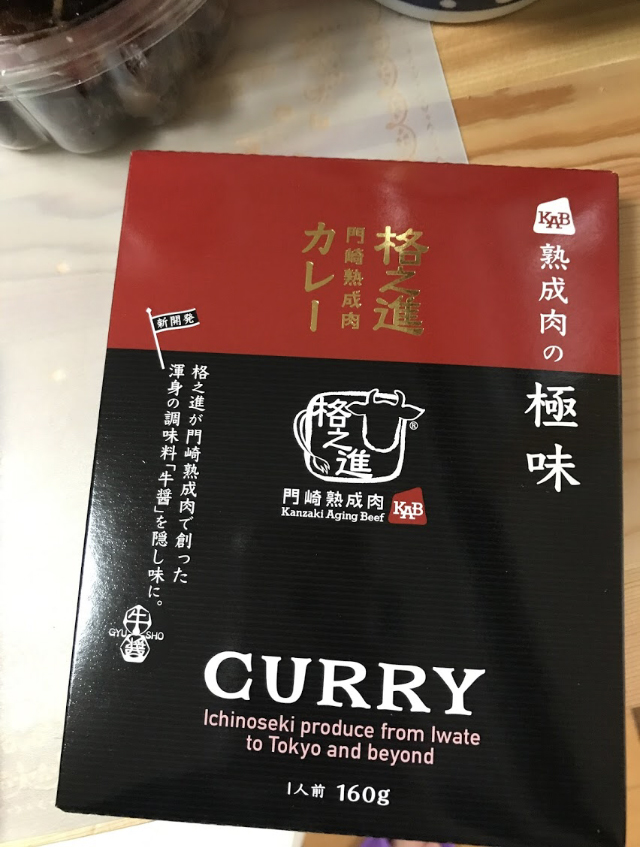 KAB
熟成肉の
極味
格之進
門崎熟成肉
カレー
新開発
格之進が門崎熟成肉で創った
渾身の調味料「牛醤」を隠し味に。
牛醤
GYU SHO
格之進
®
門崎熟成肉
Kanzaki Aging Beef
KAB
CURRY
Ichinoseki produce from Iwate
to Tokyo and beyond
1人前 160g